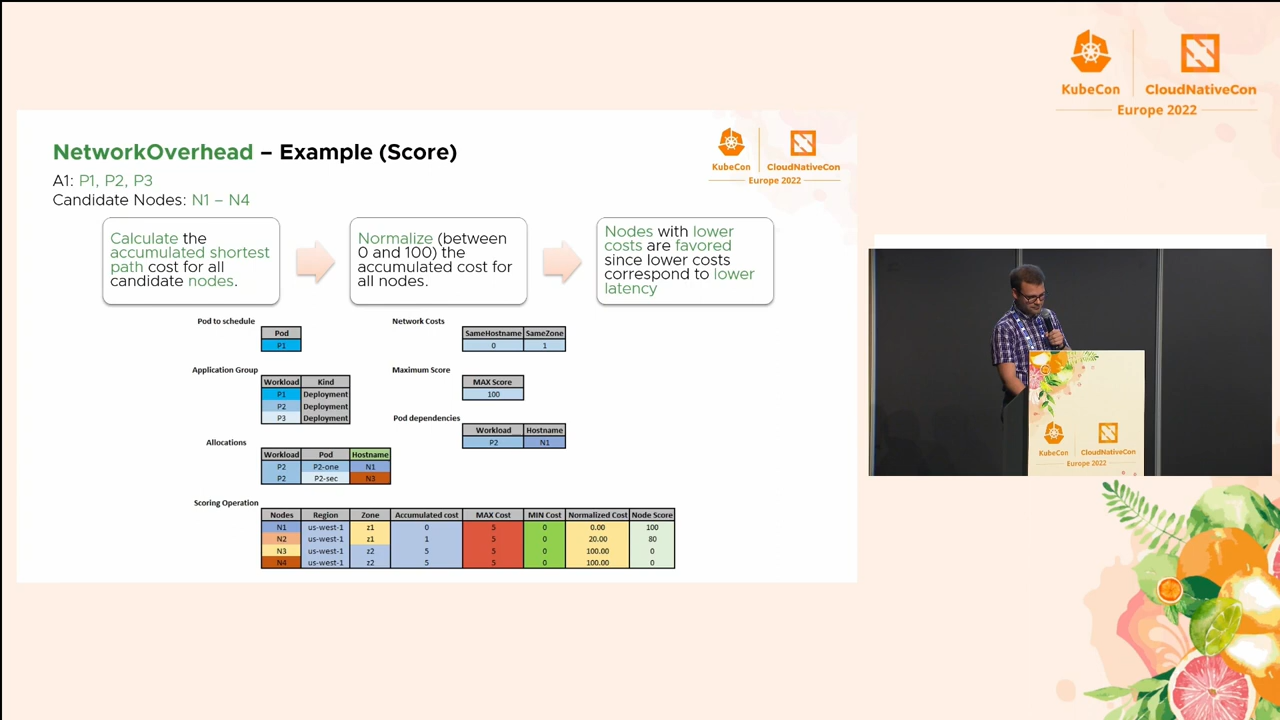 KubeCon
CloudNativeCon
Europe 2022
NetworkOverhead – Example (Score)
KubeCon
CloudNativeCon
Europe 2022
A1: P1, P2, P3
Candidate Nodes: N1 – N4
Calculate the
accumulated shortest
path cost for all
candidate nodes.
Normalize (between
0 and 100) the
accumulated cost for
all nodes.
Nodes with lower
costs are favored
since lower costs
correspond to lower
latency
Pod to schedule
Pod
P1
Network Costs
SameHostname SameZone
0 1
Application Group
Workload Kind
P1 Deployment
P2 Deployment
P3 Deployment
Maximum Score
MAX Score
100
Pod dependencies
Workload Hostname
P2 N1
Allocations
Workload Pod Hostname
P2 P2-one N1
P2 P2-sec N3
Scoring Operation
Nodes Region Zone Accumulated cost MAX Cost MIN Cost Normalized Cost Node Score
N1 us-west-1 z1 0 5 0 0.00 100
N2 us-west-1 z1 1 5 0 20.00 80
N3 us-west-1 z2 5 5 0 100.00 0
N4 us-west-1 z2 5 5 0 100.00 0
KubeCon
CloudNativeCon
Europe 2022